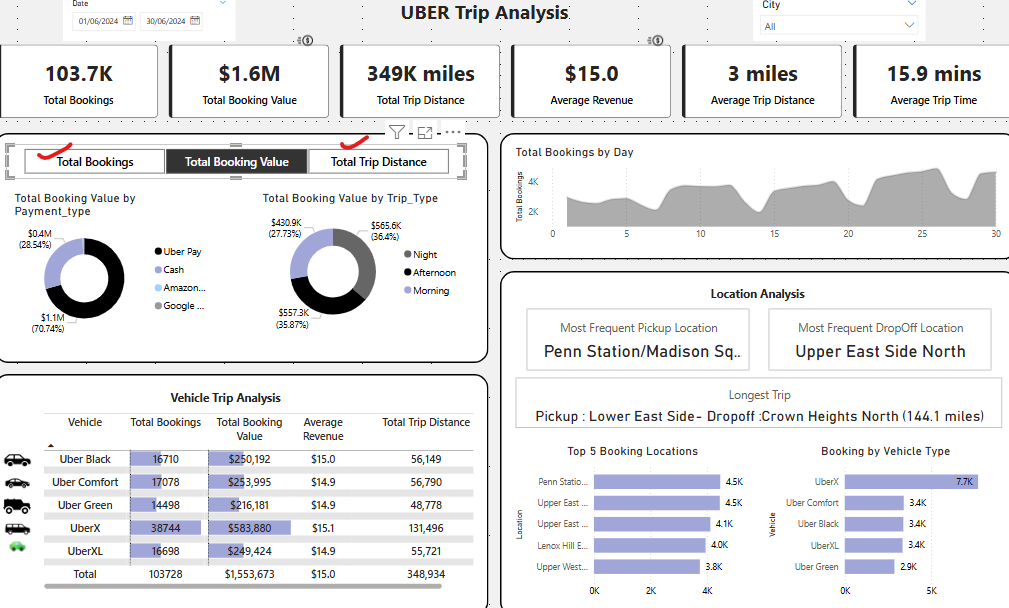 Date
01/06/2024 30/06/2024
UBER Trip Analysis
City
All
103.7K
Total Bookings
$1.6M
Total Booking Value
349K miles
Total Trip Distance
$15.0
Average Revenue
3 miles
Average Trip Distance
15.9 mins
Average Trip Time
Total Bookings Total Booking Value Total Trip Distance
Total Booking Value by
Payment_type
$0.4M
(28.54%)
$1.1M
(70.74%)
Uber Pay
Cash
Amazon...
Google ...
Total Booking Value by Trip_Type
$430.9K
(27.73%)
$565.6K
(36.4%)
$557.3K
(35.87%)
Night
Afternoon
Morning
Total Bookings by Day
Total Bookings
4K
2K
0 5 10 15 20 25 30
Vehicle Trip Analysis
Vehicle Total Bookings Total Booking Value Average Revenue Total Trip Distance
Uber Black 16710 $250,192 $15.0 56,149
Uber Comfort 17078 $253,995 $14.9 56,790
Uber Green 14498 $216,181 $14.9 48,778
UberX 38744 $583,880 $15.1 131,496
UberXL 16698 $249,424 $14.9 55,721
Total 103728 $1,553,673 $15.0 348,934
Location Analysis
Most Frequent Pickup Location
Penn Station/Madison Sq..
Most Frequent DropOff Location
Upper East Side North
Longest Trip
Pickup : Lower East Side- Dropoff :Crown Heights North (144.1 miles)
Top 5 Booking Locations
Location
Penn Statio... 4.5K
Upper East ... 4.5K
Upper East ... 4.1K
Lenox Hill E... 4.0K
Upper West... 3.8K
0K 2K 4K
Booking by Vehicle Type
Vehicle
UberX 7.7K
Uber Comfort 3.4K
Uber Black 3.4K
UberXL 3.4K
Uber Green 2.9K
0K 5K